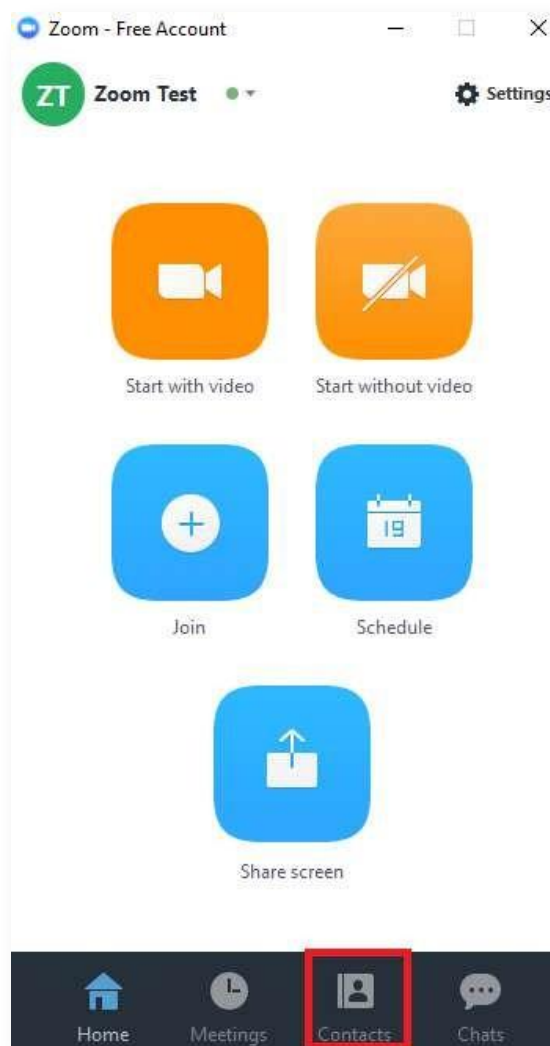 Zoom - Free Account
ZT Zoom Test
Settings
Start with video
Start without video
19
Join
Schedule
Share screen
Home
Meetings
Contacts
Chats